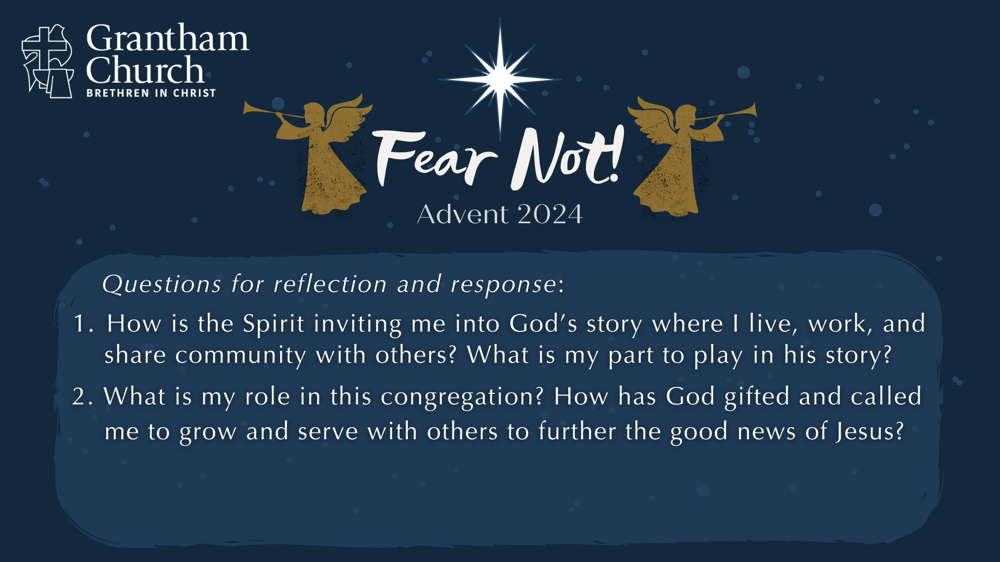 Grantham
Church
BRETHREN IN CHRIST
Fear Not!
Advent 2024
Questions for reflection and response:
1. How is the Spirit inviting me into God’s story where I live, work, and
share community with others? What is my part to play in his story?
2. What is my role in this congregation? How has God gifted and called
me to grow and serve with others to further the good news of Jesus?